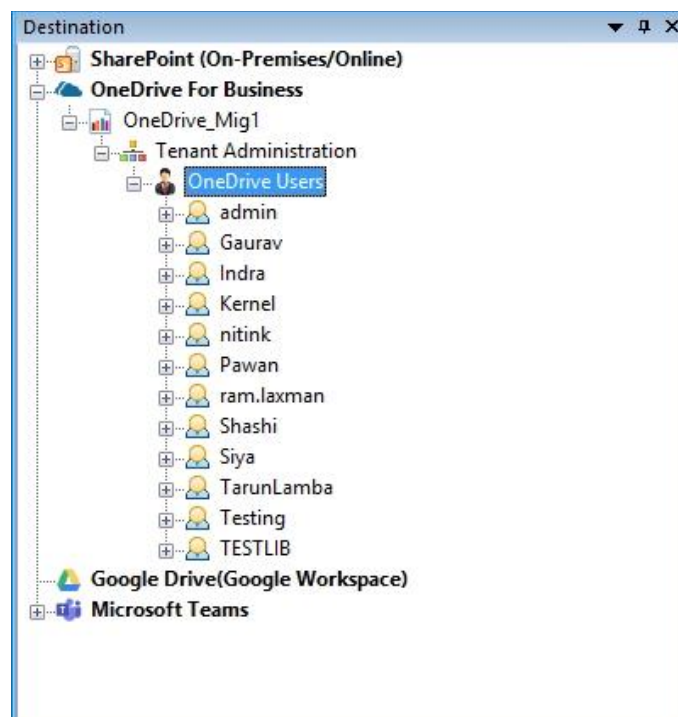 Destination
SharePoint (On-Premises/Online)
OneDrive For Business
OneDrive_Mig1
Tenant Administration
OneDrive Users
admin
Gaurav
Indra
Kernel
nitink
Pawan
ram.laxman
Shashi
Siya
TarunLamba
Testing
TESTLIB
Google Drive(Google Workspace)
Microsoft Teams